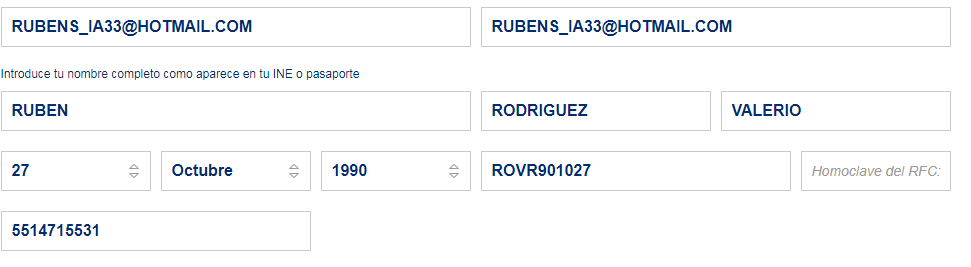 RUBENS_IA33@HOTMAIL.COM RUBENS_IA33@HOTMAIL.COM
Introduce tu nombre completo como aparece en tu INE o pasaporte
RUBEN RODRIGUEZ VALERIO
27 Octubre 1990 ROVR901027 Homoclave del RFC:
5514715531